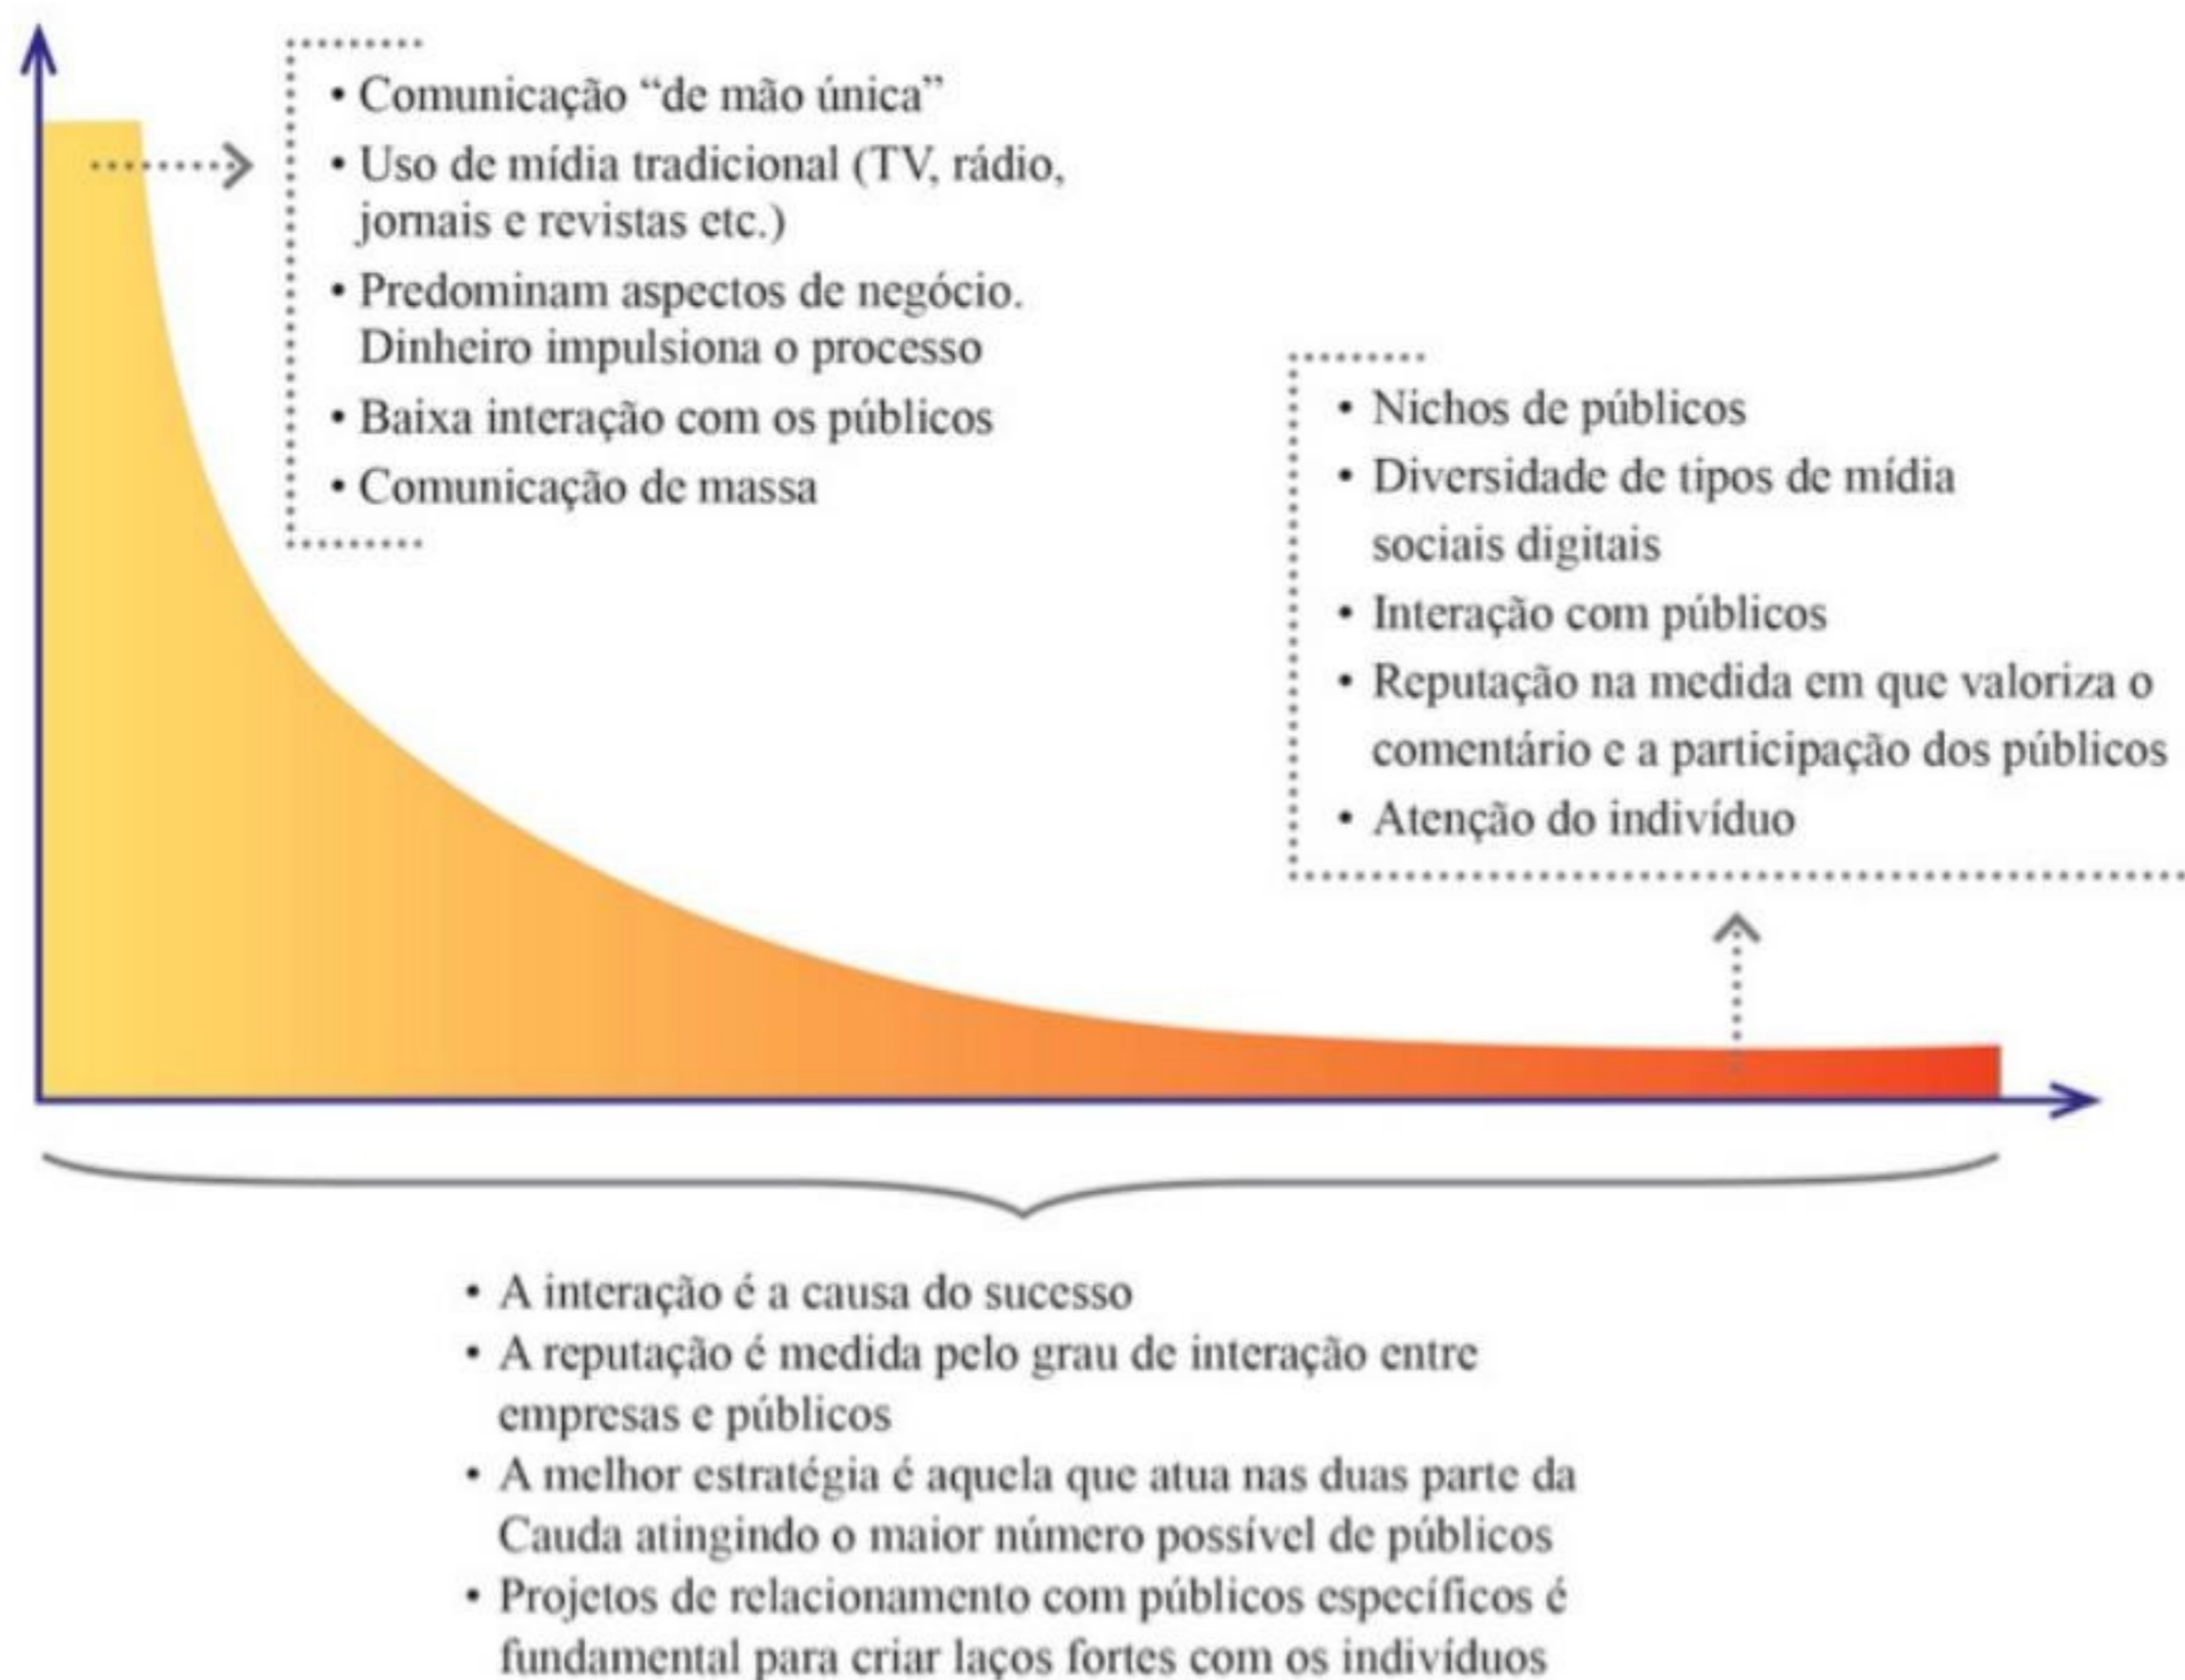 • Comunicação “de mão única”
• Uso de mídia tradicional (TV, rádio,
jornais e revistas etc.)
• Predominam aspectos de negócio.
Dinheiro impulsiona o processo
• Baixa interação com os públicos
• Comunicação de massa
• Nichos de públicos
• Diversidade de tipos de mídia
sociais digitais
• Interação com públicos
• Reputação na medida em que valoriza o
comentário e a participação dos públicos
• Atenção do indivíduo
• A interação é a causa do sucesso
• A reputação é medida pelo grau de interação entre
empresas e públicos
• A melhor estratégia é aquela que atua nas duas parte da
Cauda atingindo o maior número possível de públicos
• Projetos de relacionamento com públicos específicos é
fundamental para criar laços fortes com os indivíduos